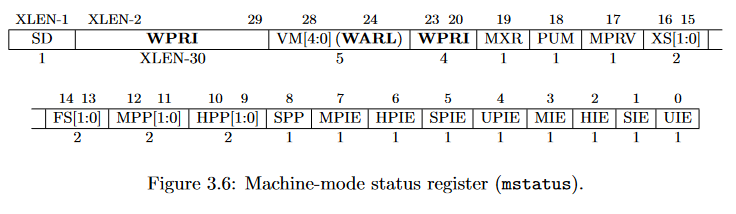 XLEN-1 XLEN-2 29 28 24 23 20 19 18 17 16 15
SD WPRI VM[4:0] (WARL) WPRI MXR PUM MPRV XS[1:0]
1 XLEN-30 5 4 1 1 1 2
14 13 12 11 10 9 8 7 6 5 4 3 2 1 0
FS[1:0] MPP[1:0] HPP[1:0] SPP MPIE HPIE SPIE UPIE MIE HIE SIE UIE
2 2 2 1 1 1 1 1 1 1 1 1
Figure 3.6: Machine-mode status register (mstatus).